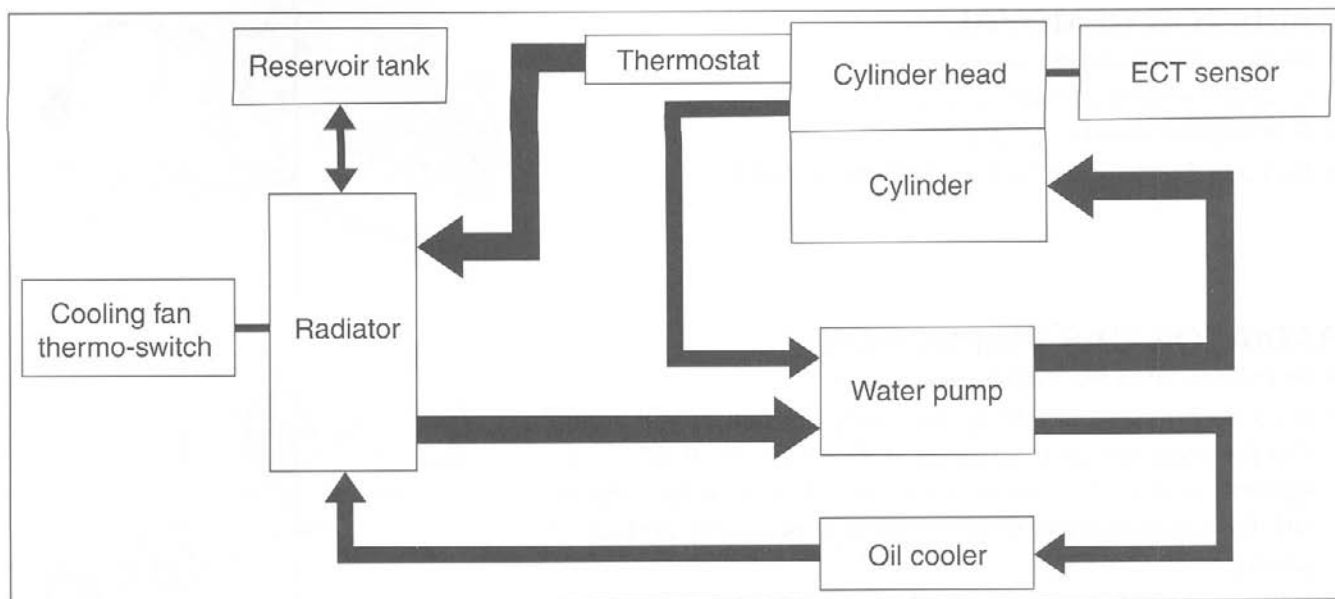 Reservoir tank
Thermostat
Cylinder head
ECT sensor
Cylinder
Cooling fan
thermo-switch
Radiator
Water pump
Oil cooler